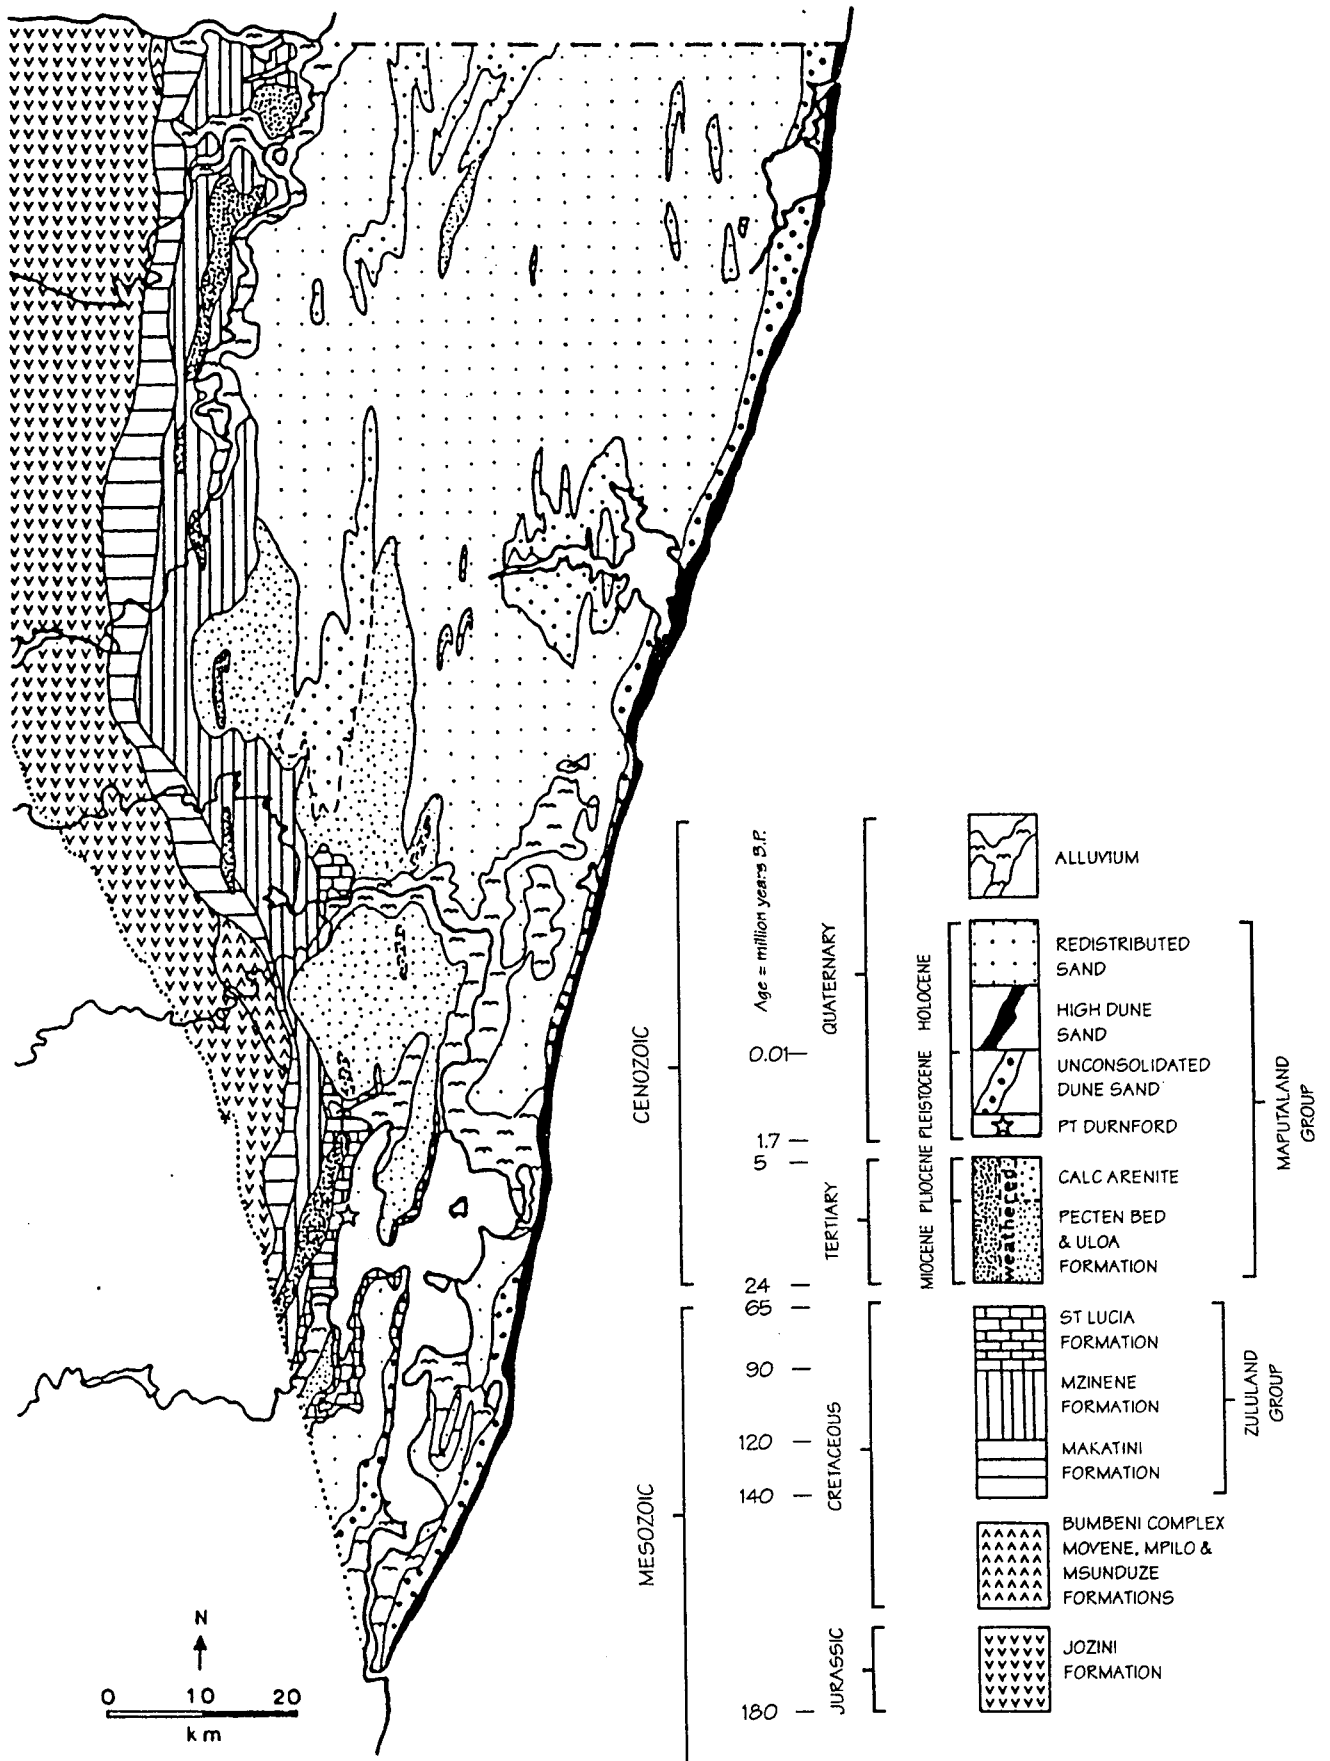 N
0 10 20
km
CENOZOIC
MESOZOIC
Age = million years B.P.
0.01
1.7
5
24
65
90
120
140
180
QUATERNARY
TERTIARY
CRETACEOUS
JURASSIC
HOLOCENE
PLEISTOCENE
PLIOCENE
MIOCENE
ALLUVIUM
REDISTRIBUTED
SAND
HIGH DUNE
SAND
UNCONSOLIDATED
DUNE SAND
PT DURNFORD
weathered
CALC ARENITE
PECTEN BED
& ULOA
FORMATION
ST LUCIA
FORMATION
MZINENE
FORMATION
MAKATINI
FORMATION
BUMBENI COMPLEX
MOVENE, MPILO &
MSUNDUZE
FORMATIONS
JOZINI
FORMATION
MAPUTALAND
GROUP
ZULULAND
GROUP